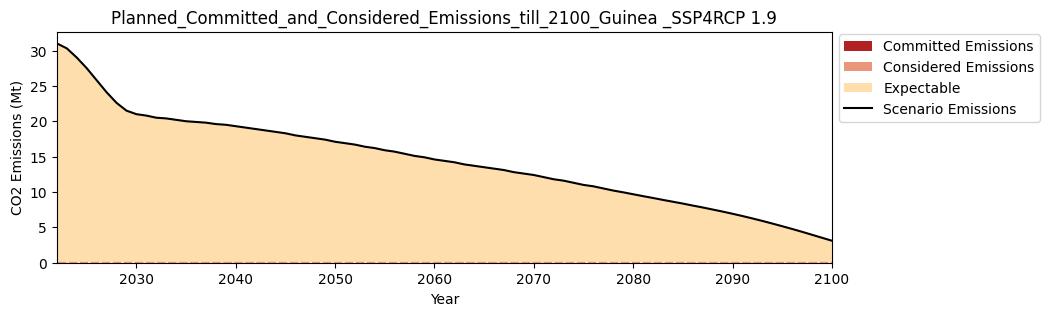 Planned_Committed_and_Considered_Emissions_till_2100_Guinea _SSP4RCP 1.9
CO2 Emissions (Mt)
30
25
20
15
10
5
0
2030 2040 2050 2060 2070 2080 2090 2100
Year
Committed Emissions
Considered Emissions
Expectable
Scenario Emissions